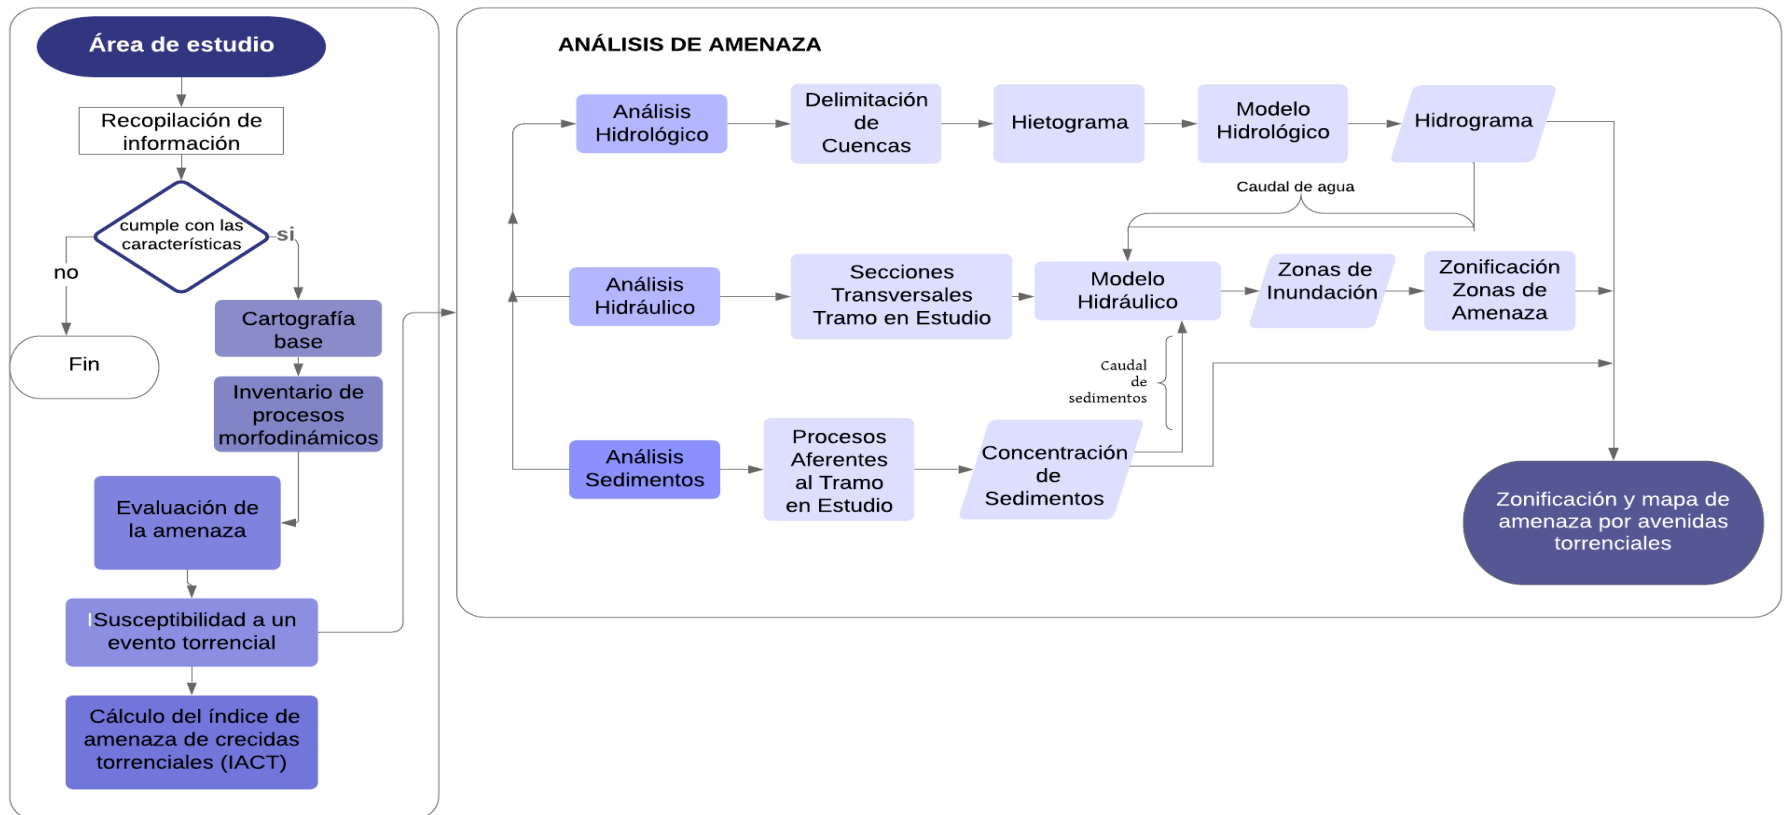 Área de estudio
Recopilación de
información
cumple con las
características
si
no
Fin
Cartografía
base
Inventario de
procesos
morfodinámicos
Evaluación de
la amenaza
Susceptibilidad a un
evento torrencial
Cálculo del índice de
amenaza de crecidas
torrenciales (IACT)
ANÁLISIS DE AMENAZA
Análisis
Hidrológico
Delimitación
de
Cuencas
Hietograma
Modelo
Hidrológico
Hidrograma
Caudal de agua
Análisis
Hidráulico
Secciones
Transversales
Tramo en Estudio
Modelo
Hidráulico
Zonas de
Inundación
Zonificación
Zonas de
Amenaza
Caudal
de
sedimentos
Análisis
Sedimentos
Procesos
Aferentes
al Tramo
en Estudio
Concentración
de
Sedimentos
Zonificación y mapa de
amenaza por avenidas
torrenciales